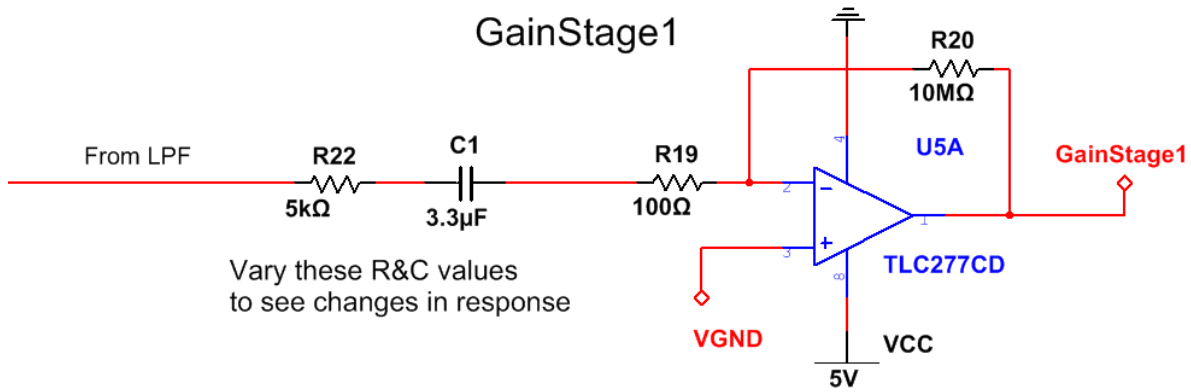 GainStage1
R20
10MΩ
4
U5A
From LPF
R22
C1
R19
GainStage1
5kΩ
3.3µF
100Ω
2
1
3
TLC277CD
8
Vary these R&C values
to see changes in response
VGND
VCC
5V